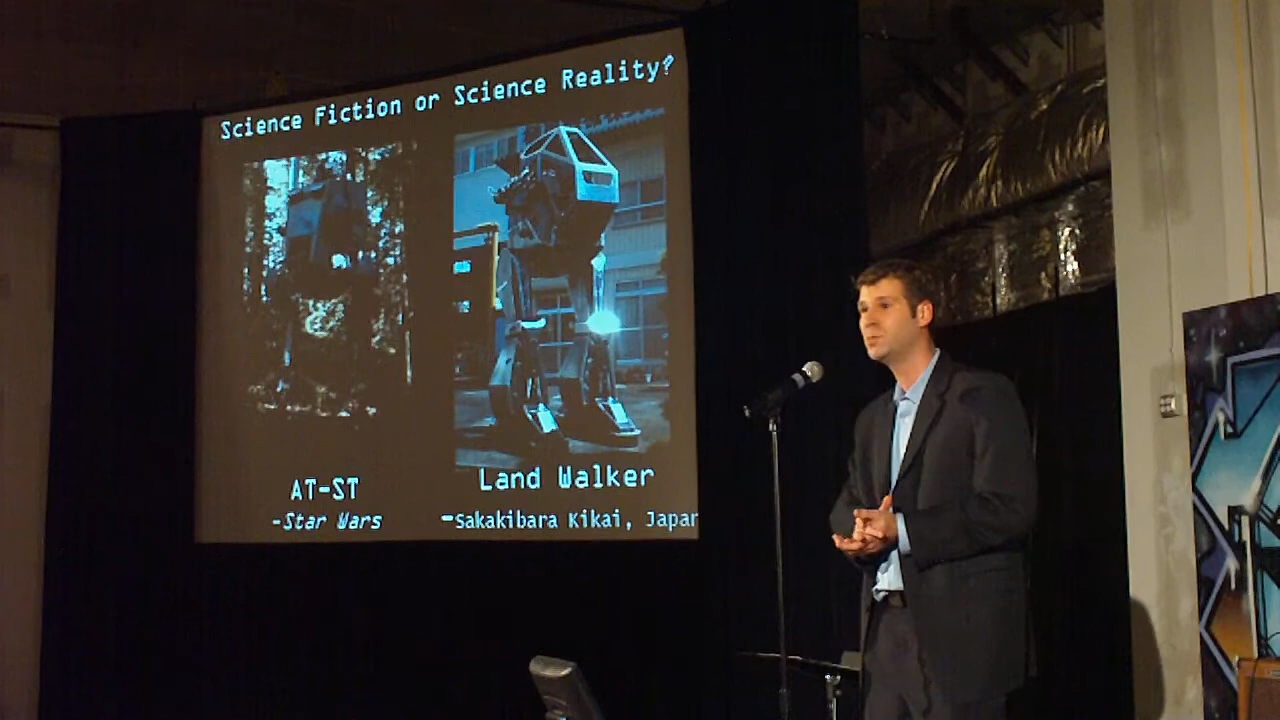 Science Fiction or Science Reality?
AT-ST
-Star Wars
Land Walker
-Sakakibara Kikai, Japan